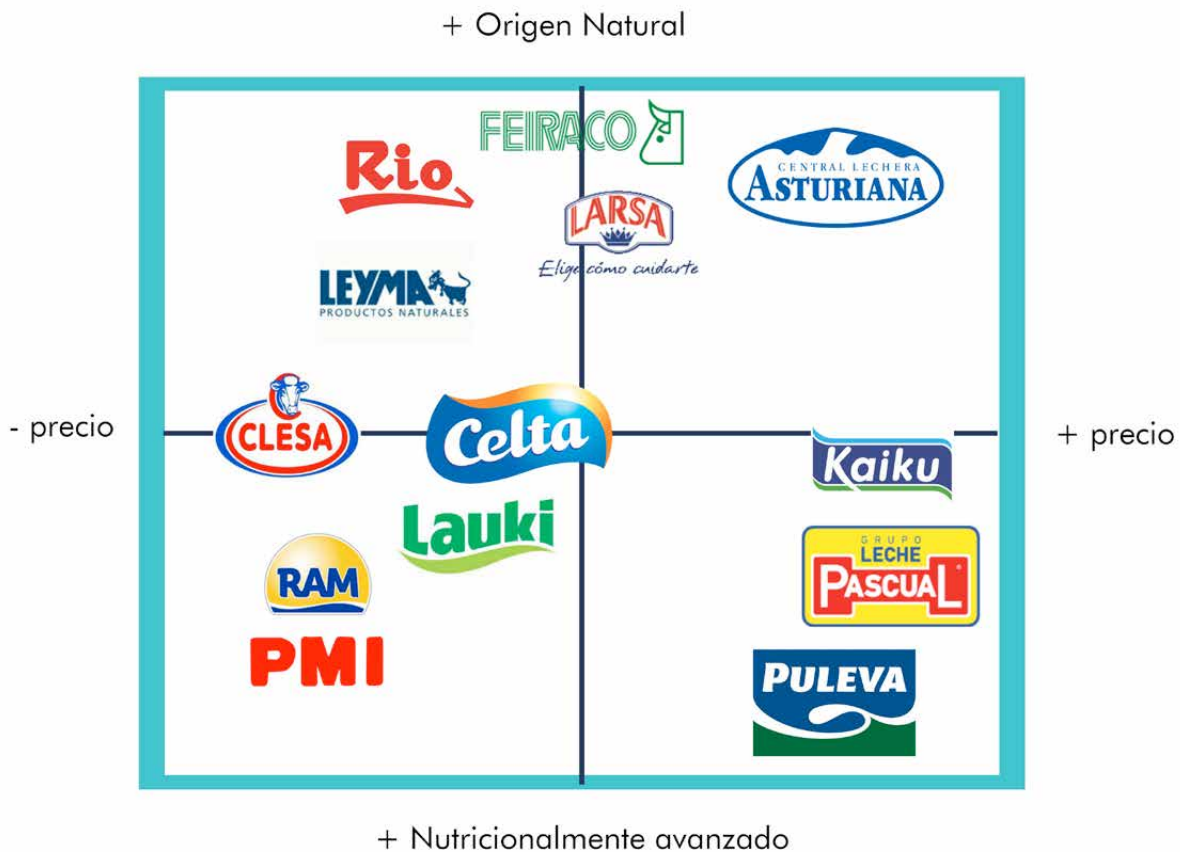 + Origen Natural
FEIRACO
Rio
CENTRAL LECHERA
ASTURIANA
LARSA
Elige cómo cuidarte
LEYMA
PRODUCTOS NATURALES
- precio
CLESA
Celta
Kaiku
+ precio
Lauki
GRUPO
LECHE
PASCUAL®
RAM
PMI
PULEVA
+ Nutricionalmente avanzado